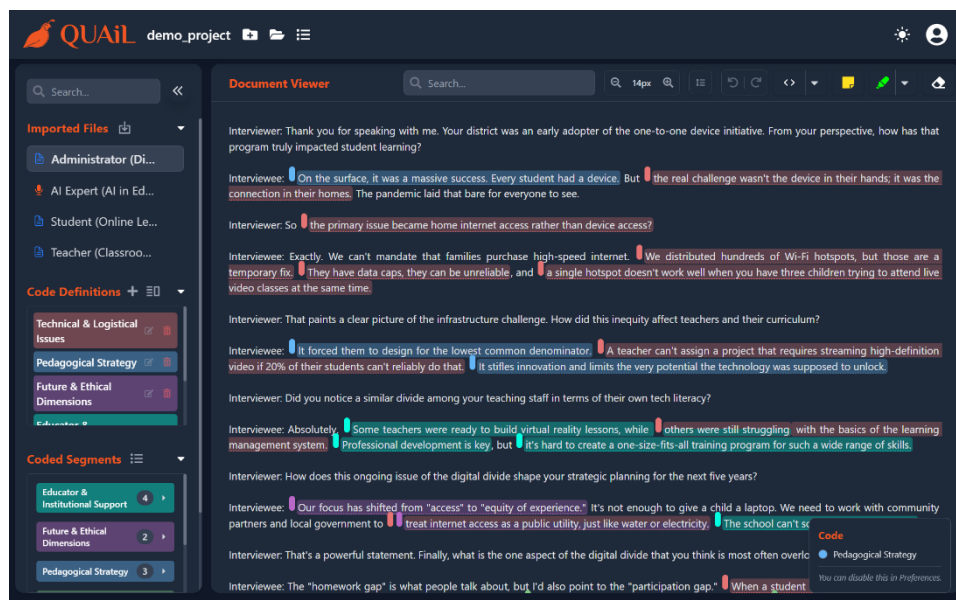 QUAiL demo_project
Search...
Imported Files
Administrator (Di...
AI Expert (AI in Ed...
Student (Online Le...
Teacher (Classroo...
Code Definitions
Technical & Logistical
Issues
Pedagogical Strategy
Future & Ethical
Dimensions
Educator &
Coded Segments
Educator &
Institutional Support 4
Future & Ethical
Dimensions 2
Pedagogical Strategy 3
Document Viewer Search... 14px
Interviewer: Thank you for speaking with me. Your district was an early adopter of the one-to-one device initiative. From your perspective, how has that
program truly impacted student learning?
Interviewee: On the surface, it was a massive success. Every student had a device. But the real challenge wasn't the device in their hands; it was the
connection in their homes. The pandemic laid that bare for everyone to see.
Interviewer: So the primary issue became home internet access rather than device access?
Interviewee: Exactly. We can't mandate that families purchase high-speed internet. We distributed hundreds of Wi-Fi hotspots, but those are a
temporary fix. They have data caps, they can be unreliable, and a single hotspot doesn't work well when you have three children trying to attend live
video classes at the same time.
Interviewer: That paints a clear picture of the infrastructure challenge. How did this inequity affect teachers and their curriculum?
Interviewee: It forced them to design for the lowest common denominator. A teacher can't assign a project that requires streaming high-definition
video if 20% of their students can't reliably do that. It stifles innovation and limits the very potential the technology was supposed to unlock.
Interviewer: Did you notice a similar divide among your teaching staff in terms of their own tech literacy?
Interviewee: Absolutely. Some teachers were ready to build virtual reality lessons, while others were still struggling with the basics of the learning
management system. Professional development is key, but it's hard to create a one-size-fits-all training program for such a wide range of skills.
Interviewer: How does this ongoing issue of the digital divide shape your strategic planning for the next five years?
Interviewee: Our focus has shifted from "access" to "equity of experience." It's not enough to give a child a laptop. We need to work with community
partners and local government to treat internet access as a public utility, just like water or electricity. The school can't so
Interviewer: That's a powerful statement. Finally, what is the one aspect of the digital divide that you think is most often overlo
Interviewee: The "homework gap" is what people talk about, but I'd also point to the "participation gap." When a student
Code
Pedagogical Strategy
You can disable this in Preferences.